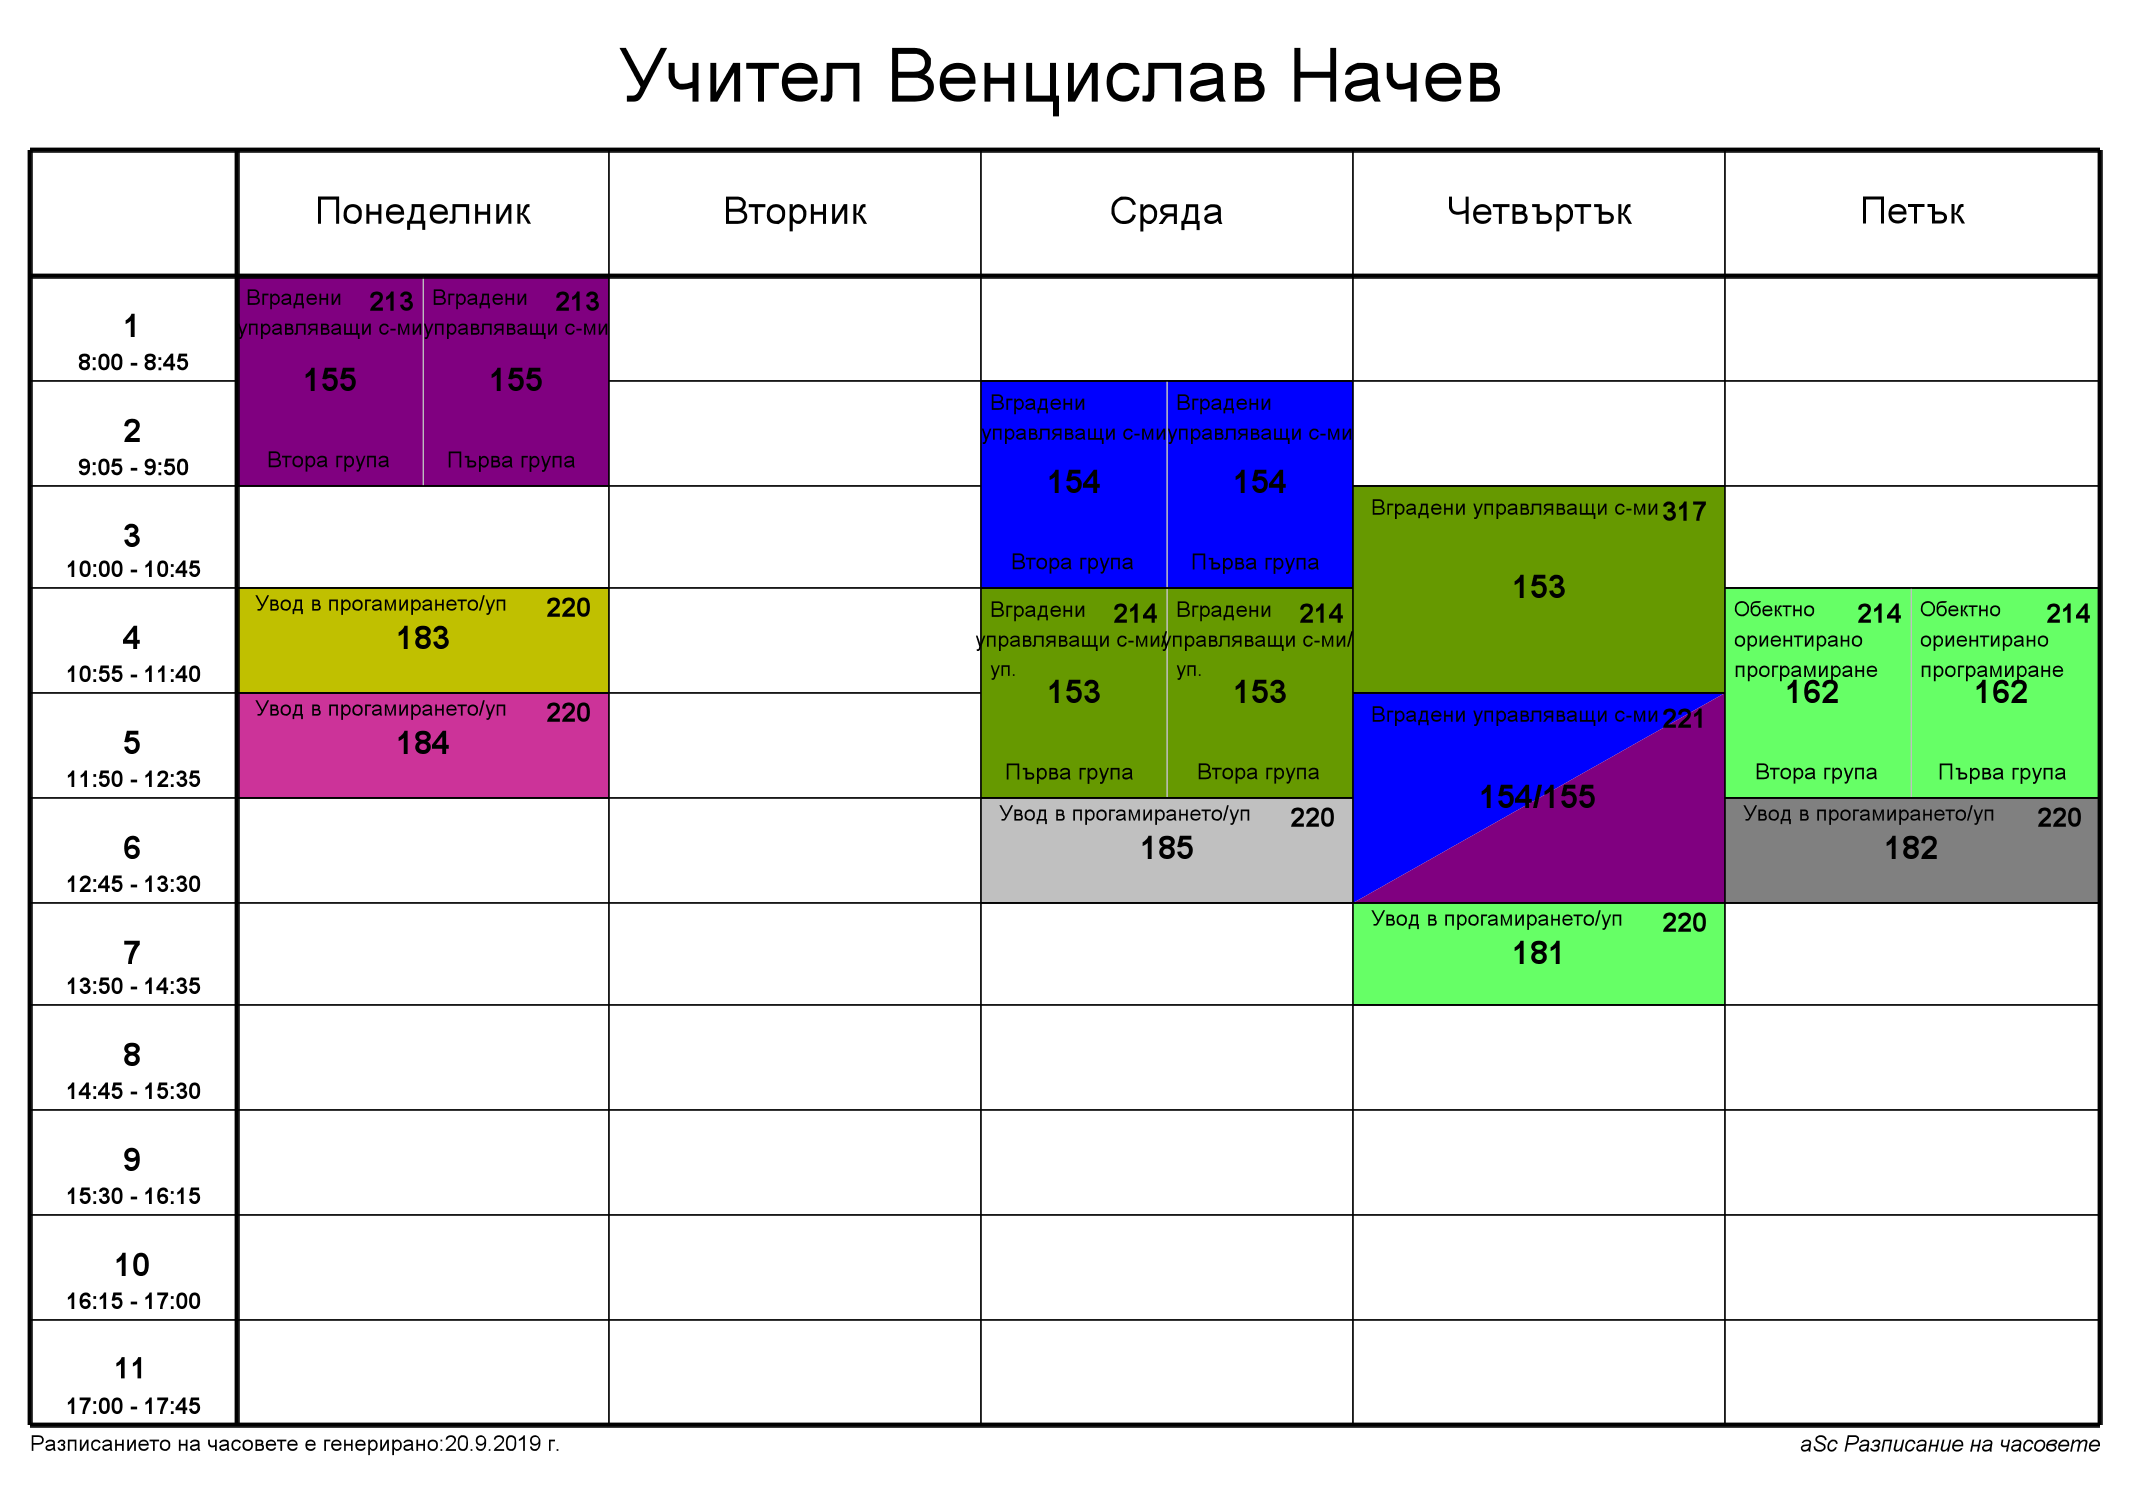 Учител Венцислав Начев
Понеделник
Вторник
Сряда
Четвъртък
Петък
1
8:00 - 8:45
Вградени 213
управляващи с-ми
155
Втора група
Вградени 213
управляващи с-ми
155
Първа група
2
9:05 - 9:50
Вградени
управляващи с-ми
154
Втора група
Вградени
управляващи с-ми
154
Първа група
3
10:00 - 10:45
Вградени управляващи с-ми 317
153
4
10:55 - 11:40
Увод в прогамирането/уп 220
183
Вградени 214
управляващи с-ми/
уп.
153
Първа група
Вградени 214
управляващи с-ми/
уп.
153
Втора група
Обектно 214
ориентирано
програмиране
162
Втора група
Обектно 214
ориентирано
програмиране
162
Първа група
5
11:50 - 12:35
Увод в прогамирането/уп 220
184
Вградени управляващи с-ми 221
154/155
6
12:45 - 13:30
Увод в прогамирането/уп 220
185
Увод в прогамирането/уп 220
182
7
13:50 - 14:35
Увод в прогамирането/уп 220
181
8
14:45 - 15:30
9
15:30 - 16:15
10
16:15 - 17:00
11
17:00 - 17:45
Разписанието на часовете е генерирано:20.9.2019 г.
aSc Разписание на часовете